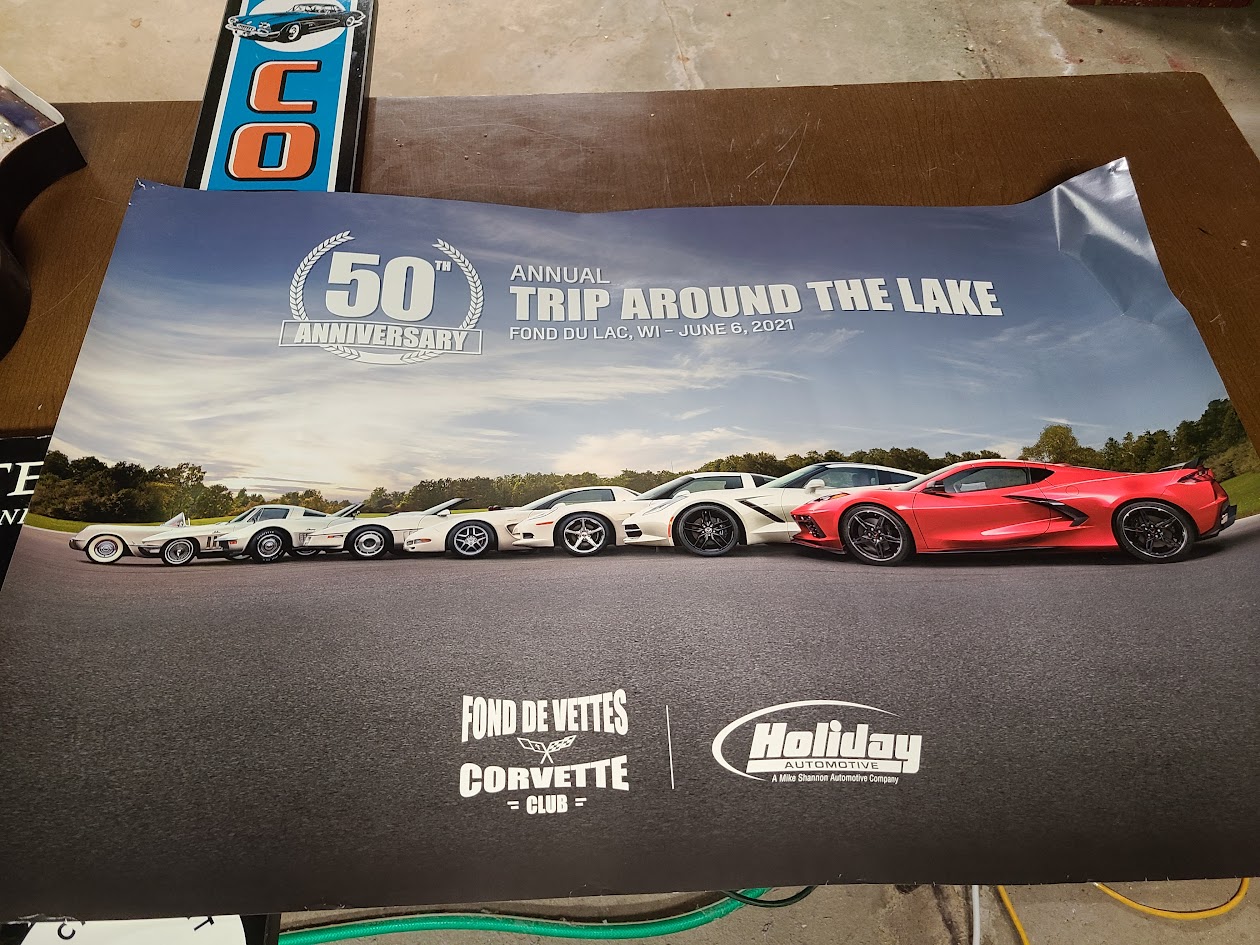 CO
50TH
ANNIVERSARY
ANNUAL
TRIP AROUND THE LAKE
FOND DU LAC, WI – JUNE 6, 2021
TE
FOND DE VETTES
CORVETTE
= CLUB =
Holiday
AUTOMOTIVE
A Mike Shannon Automotive Company